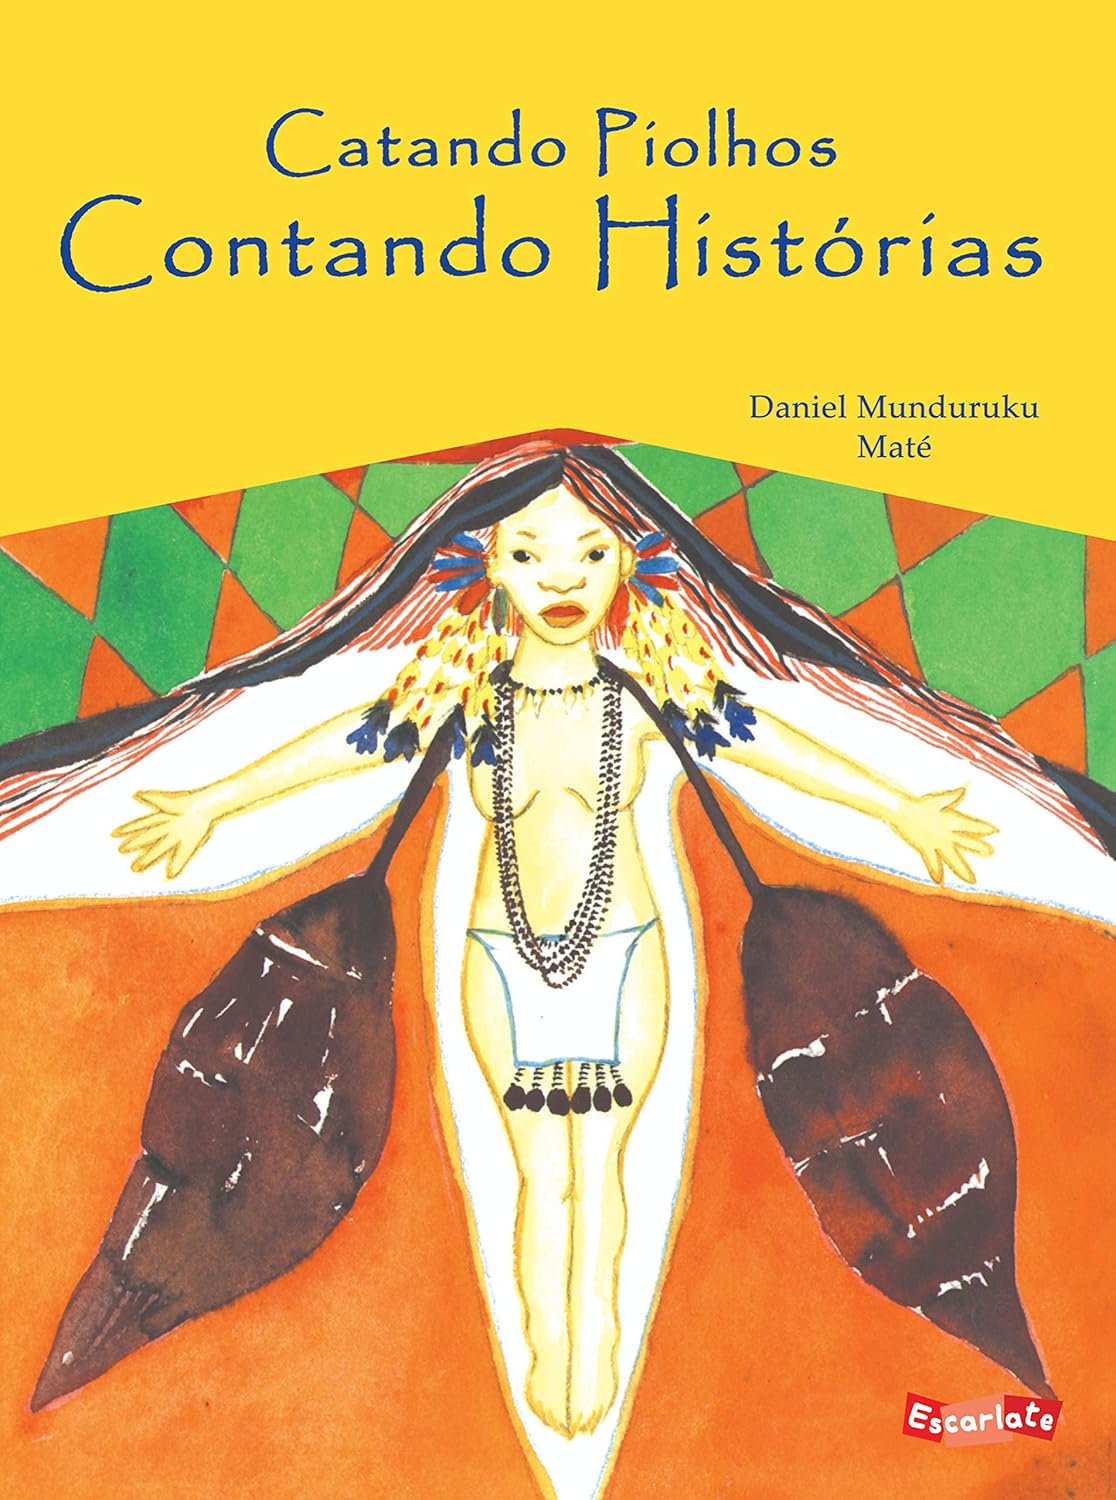 Catando Piolhos
Contando Histórias
Daniel Munduruku
Maté
Escarlate